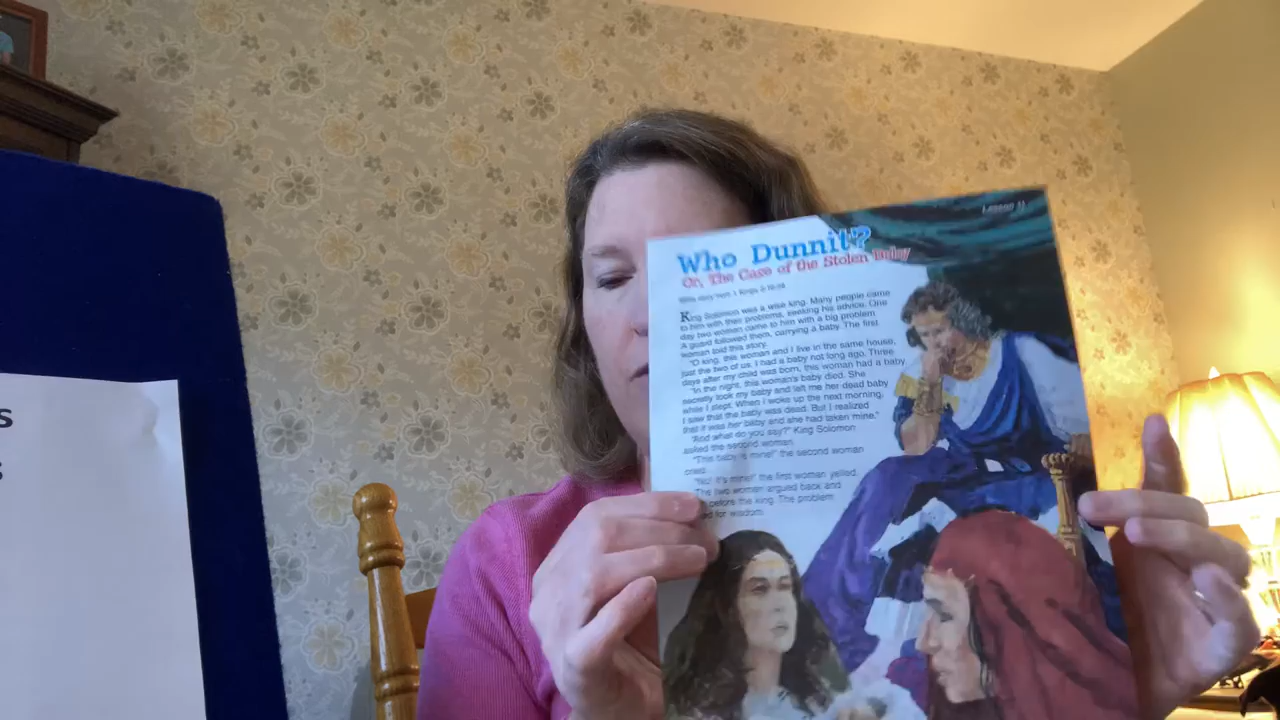 Lesson 11
Who Dunnit?
Or, The Case of the Stolen Baby
Bible story from 1 Kings
King Solomon was a wise king. Many people came
to him with their problems, seeking his advice. One
day two women came to him with a big problem.
A guard followed them, carrying a baby. The first
woman told this story.
"O king, this woman and I live in the same house,
just the two of us. I had a baby not long ago. Three
days after my child was born, this woman had a baby.
"In the night, this woman's baby died. She
secretly took my baby and left me her dead baby
while I slept. When I woke up the next morning,
I saw that the baby was dead. But I realized
that it was her baby and she had taken mine."
"And what do you say?" King Solomon
asked the second woman.
"This baby is mine!" the second woman
cried.
"No! It's mine!" the first woman yelled.
The two women argued back and
before the king. The problem
for wisdom.
s
s